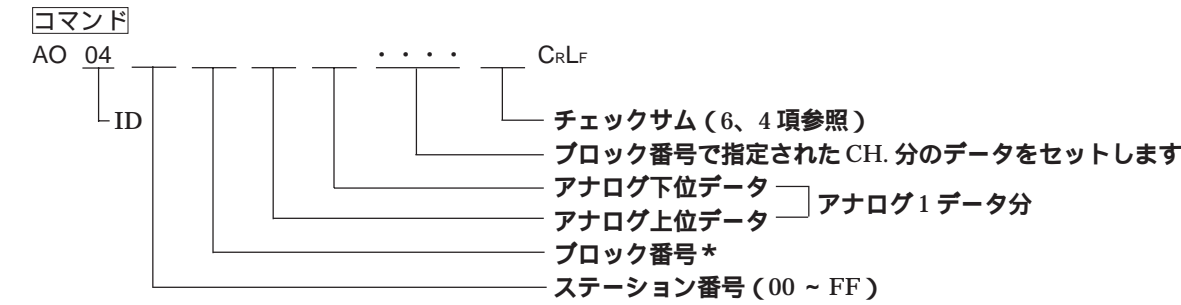 コマンド
AO 04 ・・・・ CRLF
ID
チェックサム（6、4 項参照）
ブロック番号で指定された CH. 分のデータをセットします
アナログ下位データ
アナログ 1 データ分
アナログ上位データ
ブロック番号＊
ステーション番号（00 ~ FF）